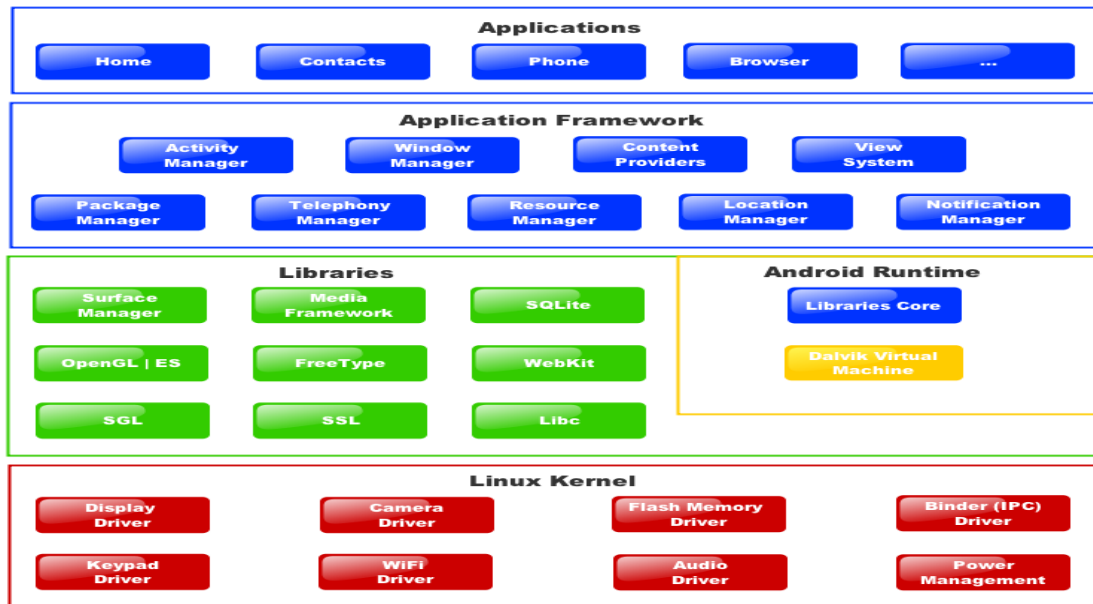 Applications
Home
Contacts
Phone
Browser
...
Application Framework
Activity
Manager
Window
Manager
Content
Providers
View
System
Package
Manager
Telephony
Manager
Resource
Manager
Location
Manager
Notification
Manager
Libraries
Surface
Manager
Media
Framework
SQLite
OpenGL | ES
FreeType
WebKit
SGL
SSL
Libc
Android Runtime
Libraries Core
Dalvik Virtual
Machine
Linux Kernel
Display
Driver
Camera
Driver
Flash Memory
Driver
Binder (IPC)
Driver
Keypad
Driver
WiFi
Driver
Audio
Driver
Power
Management